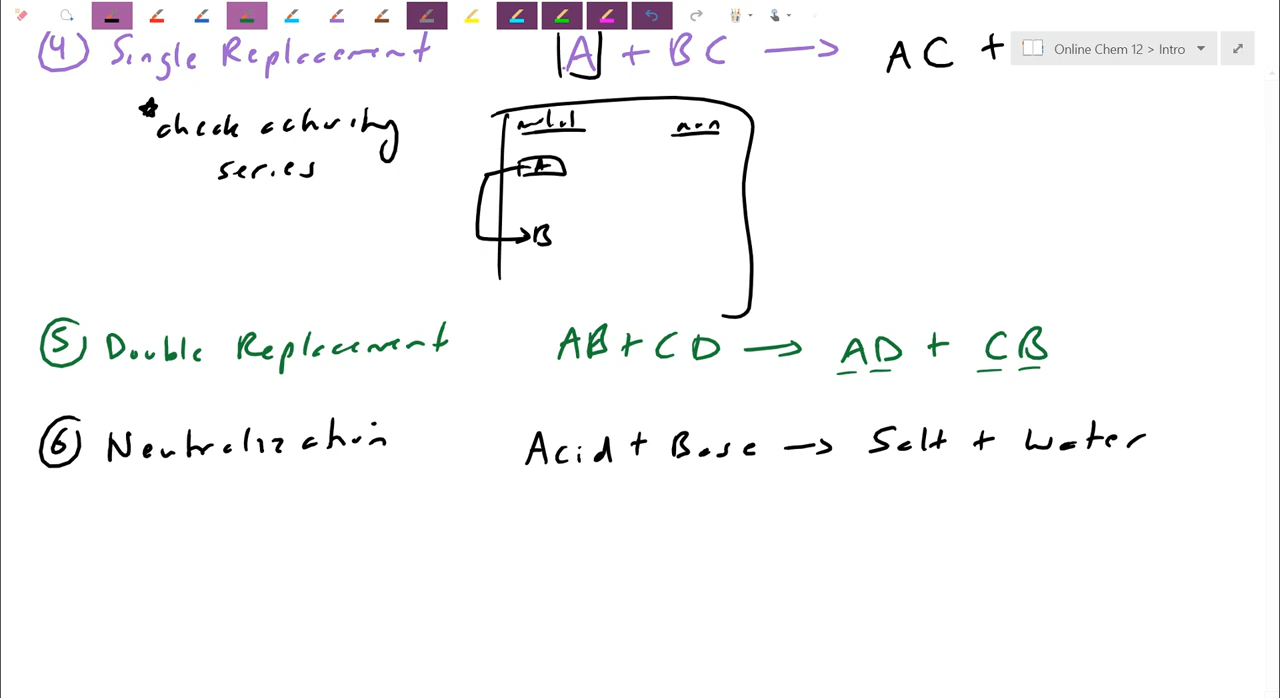 (4) Single Replacement |A| + BC → AC +
Online Chem 12 > Intro
*check activity
series
metal non
A
B
(5) Double Replacement AB + CD → AD + CB
(6) Neutralization Acid + Base → Salt + Water